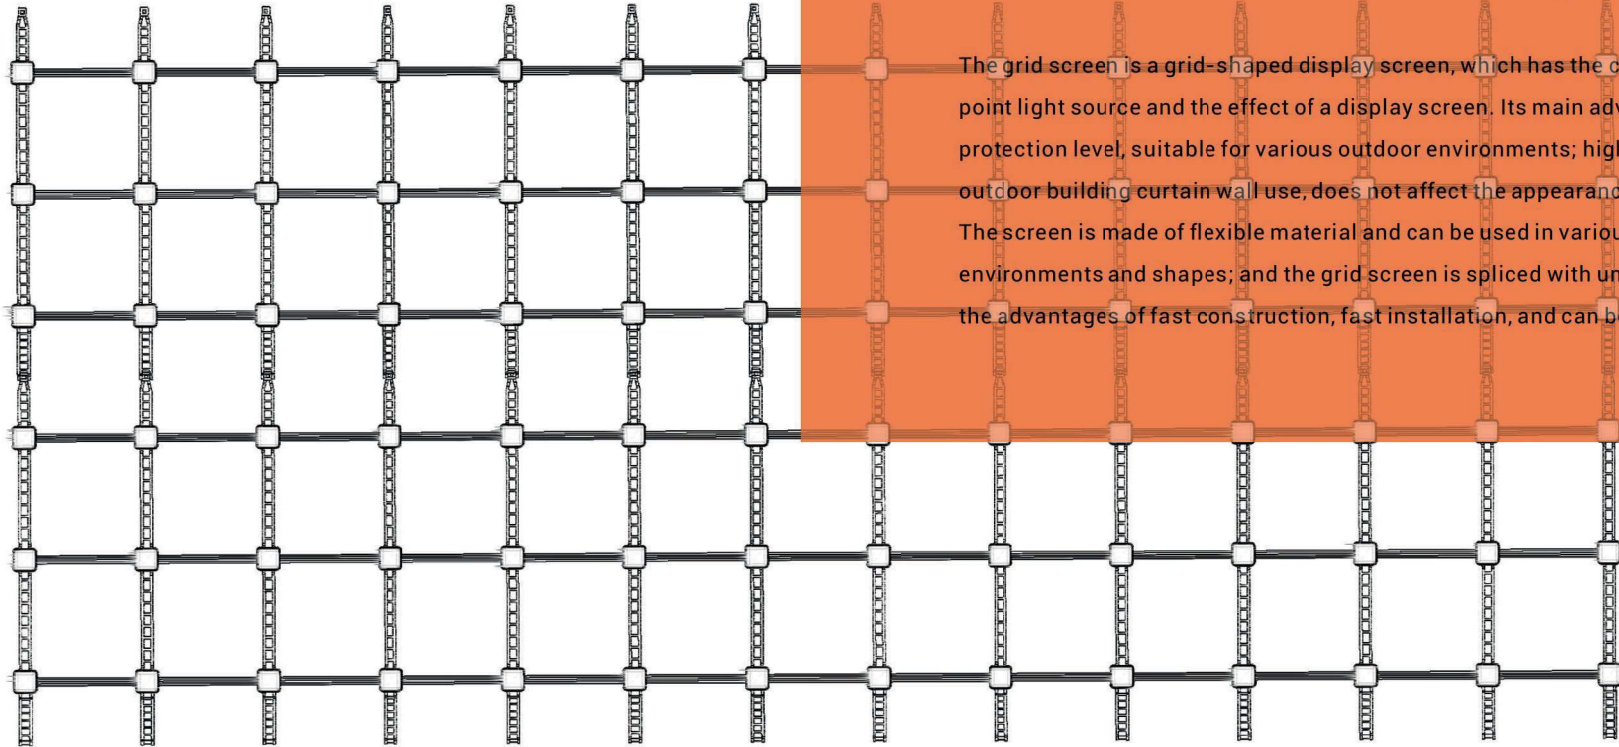 The grid screen is a grid-shaped display screen, which has the
point light source and the effect of a display screen. Its main
protection level, suitable for various outdoor environments;
outdoor building curtain wall use, does not affect the
The screen is made of flexible material and can be used in
environments and shapes; and the grid screen is spliced with
the advantages of fast construction, fast installation, and can